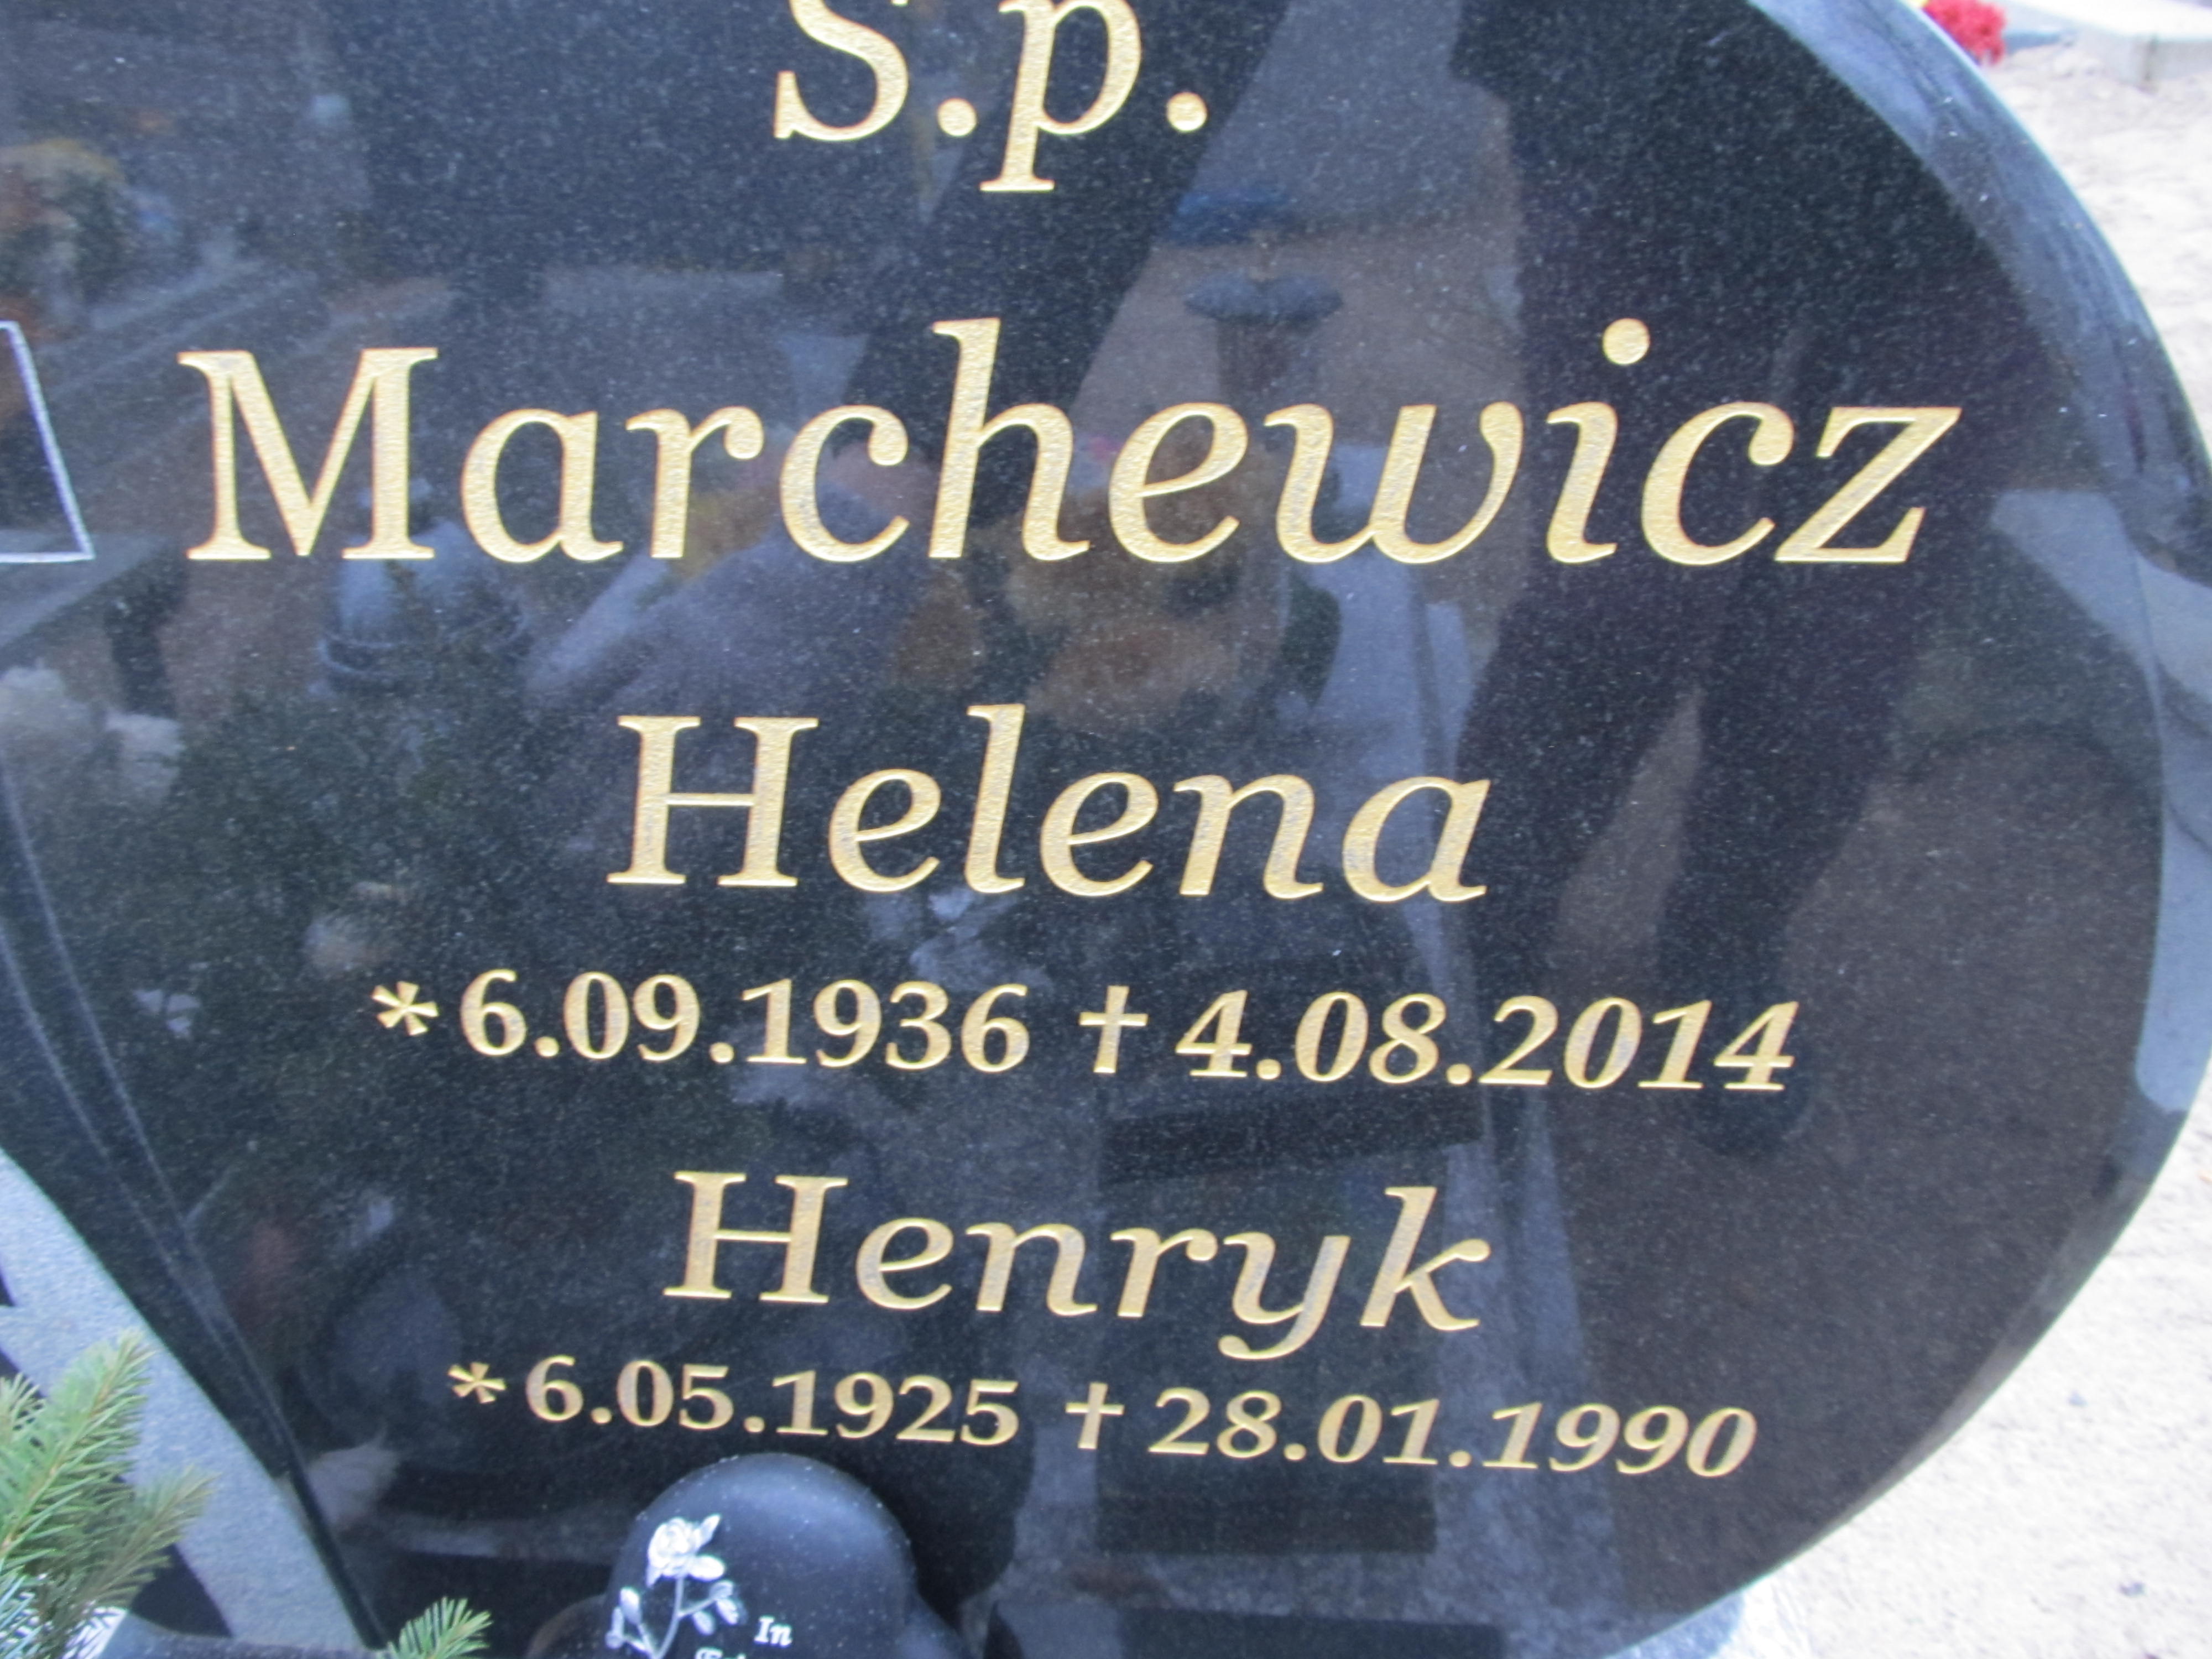 S.p.
Marchewicz
Helena
* 6.09.1936 † 4.08.2014
Henryk
* 6.05.1925 † 28.01.1990
In